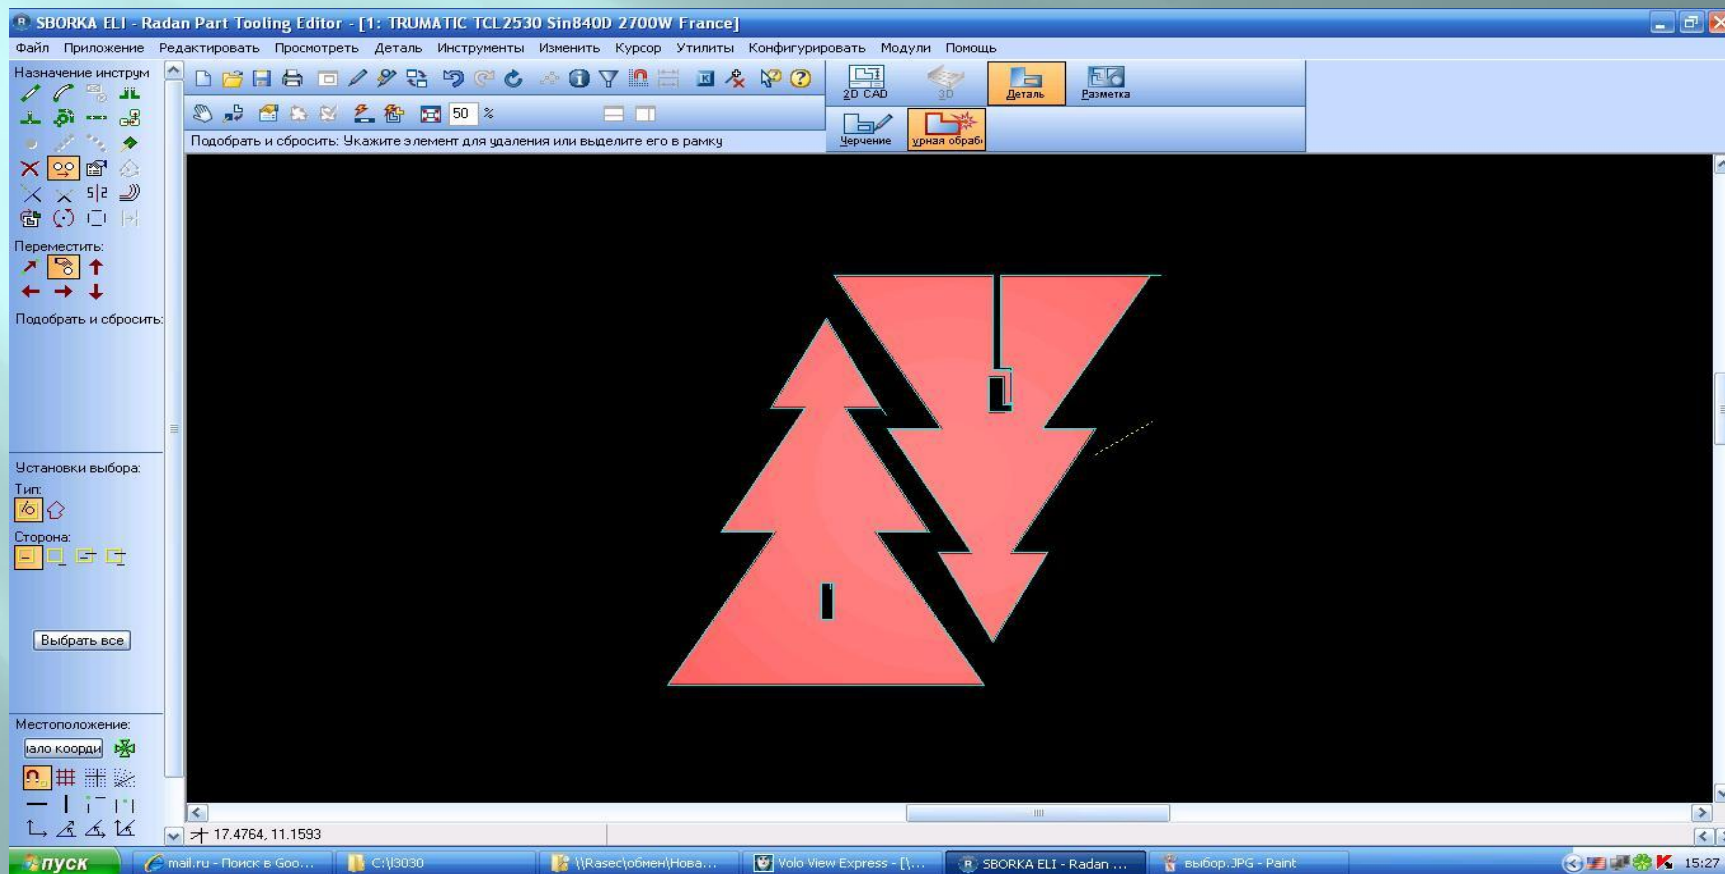 SBORKA ELI - Radan Part Tooling Editor - [1: TRUMATIC TCL2530 Sin840D 2700W France]
Файл Приложение Редактировать Просмотреть Деталь Инструменты Изменить Курсор Утилиты Конфигурировать Модули Помощь
Назначение инструм
2D CAD 3D Деталь Разметка
50 %
Черчение урная обраб
Подобрать и сбросить: Укажите элемент для удаления или выделите его в рамку
Переместить:
Подобрать и сбросить:
Установки выбора:
Тип:
Сторона:
Выбрать все
Местоположение:
ало коорди
17.4764, 11.1593
пуск mail.ru - Поиск в Goo... C:\l3030 \\Rasec\обмен\Нова... Volo View Express - [\... SBORKA ELI - Radan ... выбор.JPG - Paint 15:27